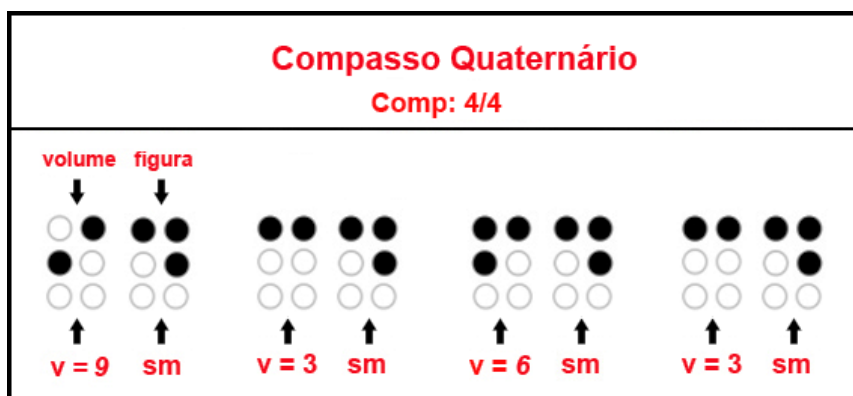 Compasso Quaternário
Comp: 4/4
volume figura
v = 9 sm v = 3 sm v = 6 sm v = 3 sm